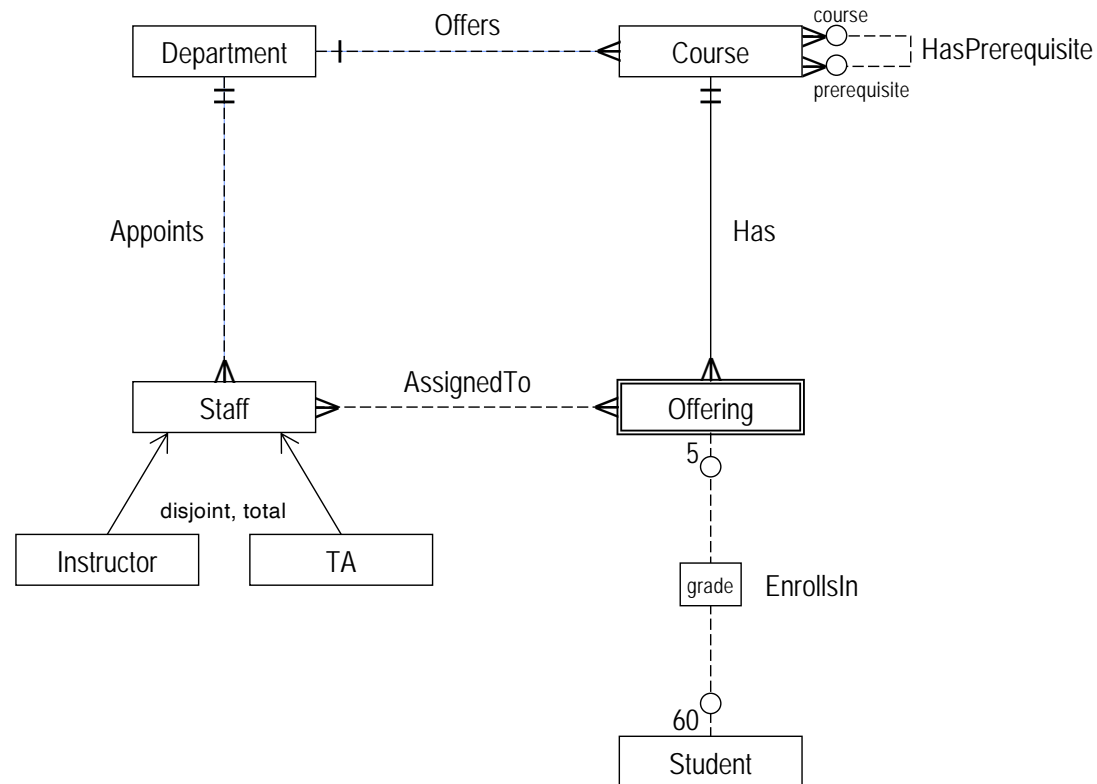 Offers
course
Department
Course
HasPrerequisite
prerequisite
Appoints
Has
AssignedTo
Staff
Offering
5
disjoint, total
Instructor
TA
grade
EnrollsIn
60
Student